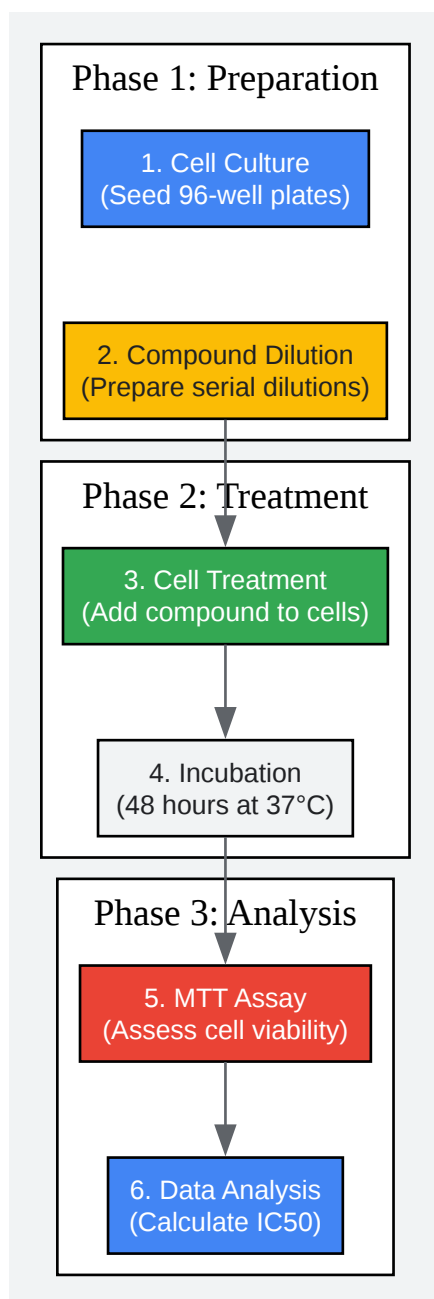 Phase 1: Preparation
1. Cell Culture
(Seed 96-well plates)
2. Compound Dilution
(Prepare serial dilutions)
Phase 2: Treatment
3. Cell Treatment
(Add compound to cells)
4. Incubation
(48 hours at 37°C)
Phase 3: Analysis
5. MTT Assay
(Assess cell viability)
6. Data Analysis
(Calculate IC50)